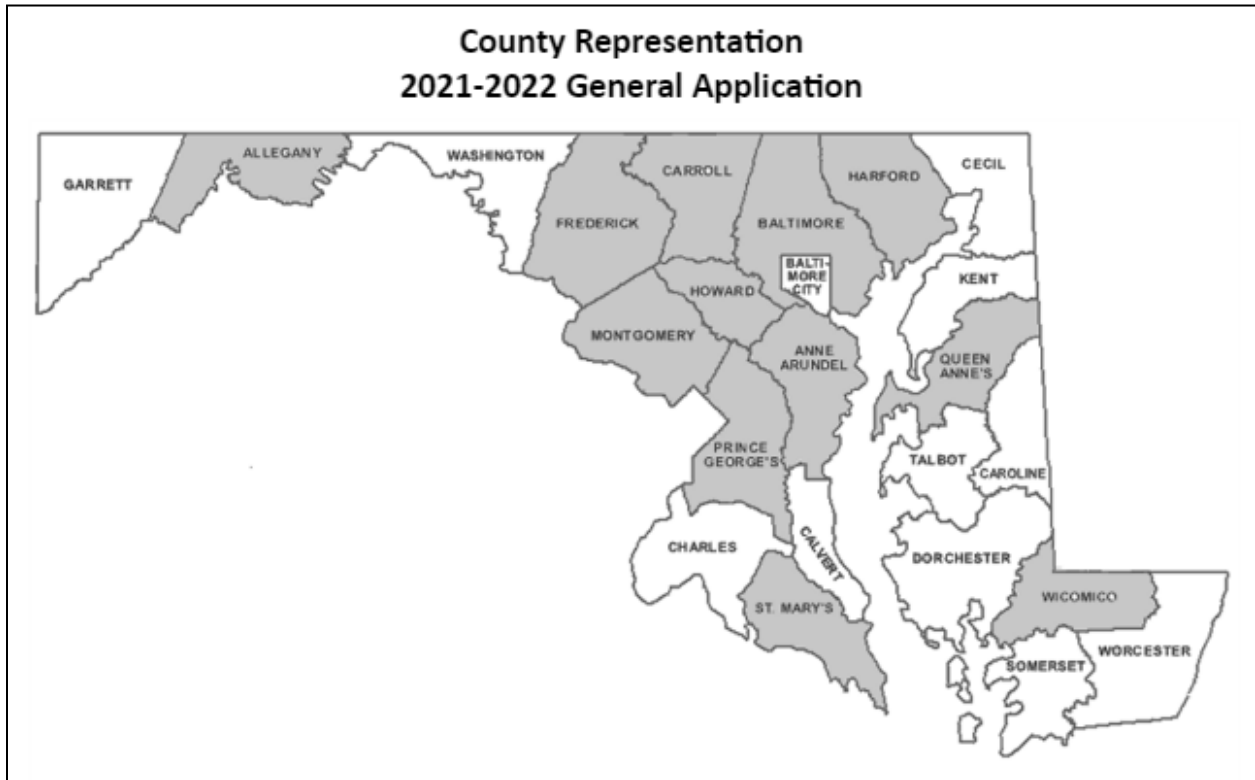 County Representation
2021-2022 General Application
ALLEGANY
WASHINGTON
GARRETT
CARROLL
HARFORD
CECIL
FREDERICK
BALTIMORE
BALTI-
MORE
CITY
KENT
HOWARD
MONTGOMERY
ANNE
ARUNDEL
QUEEN
ANNE'S
PRINCE
GEORGE'S
TALBOT
CAROLINE
CHARLES
CALVERT
DORCHESTER
ST. MARY'S
WICOMICO
SOMERSET
WORCESTER